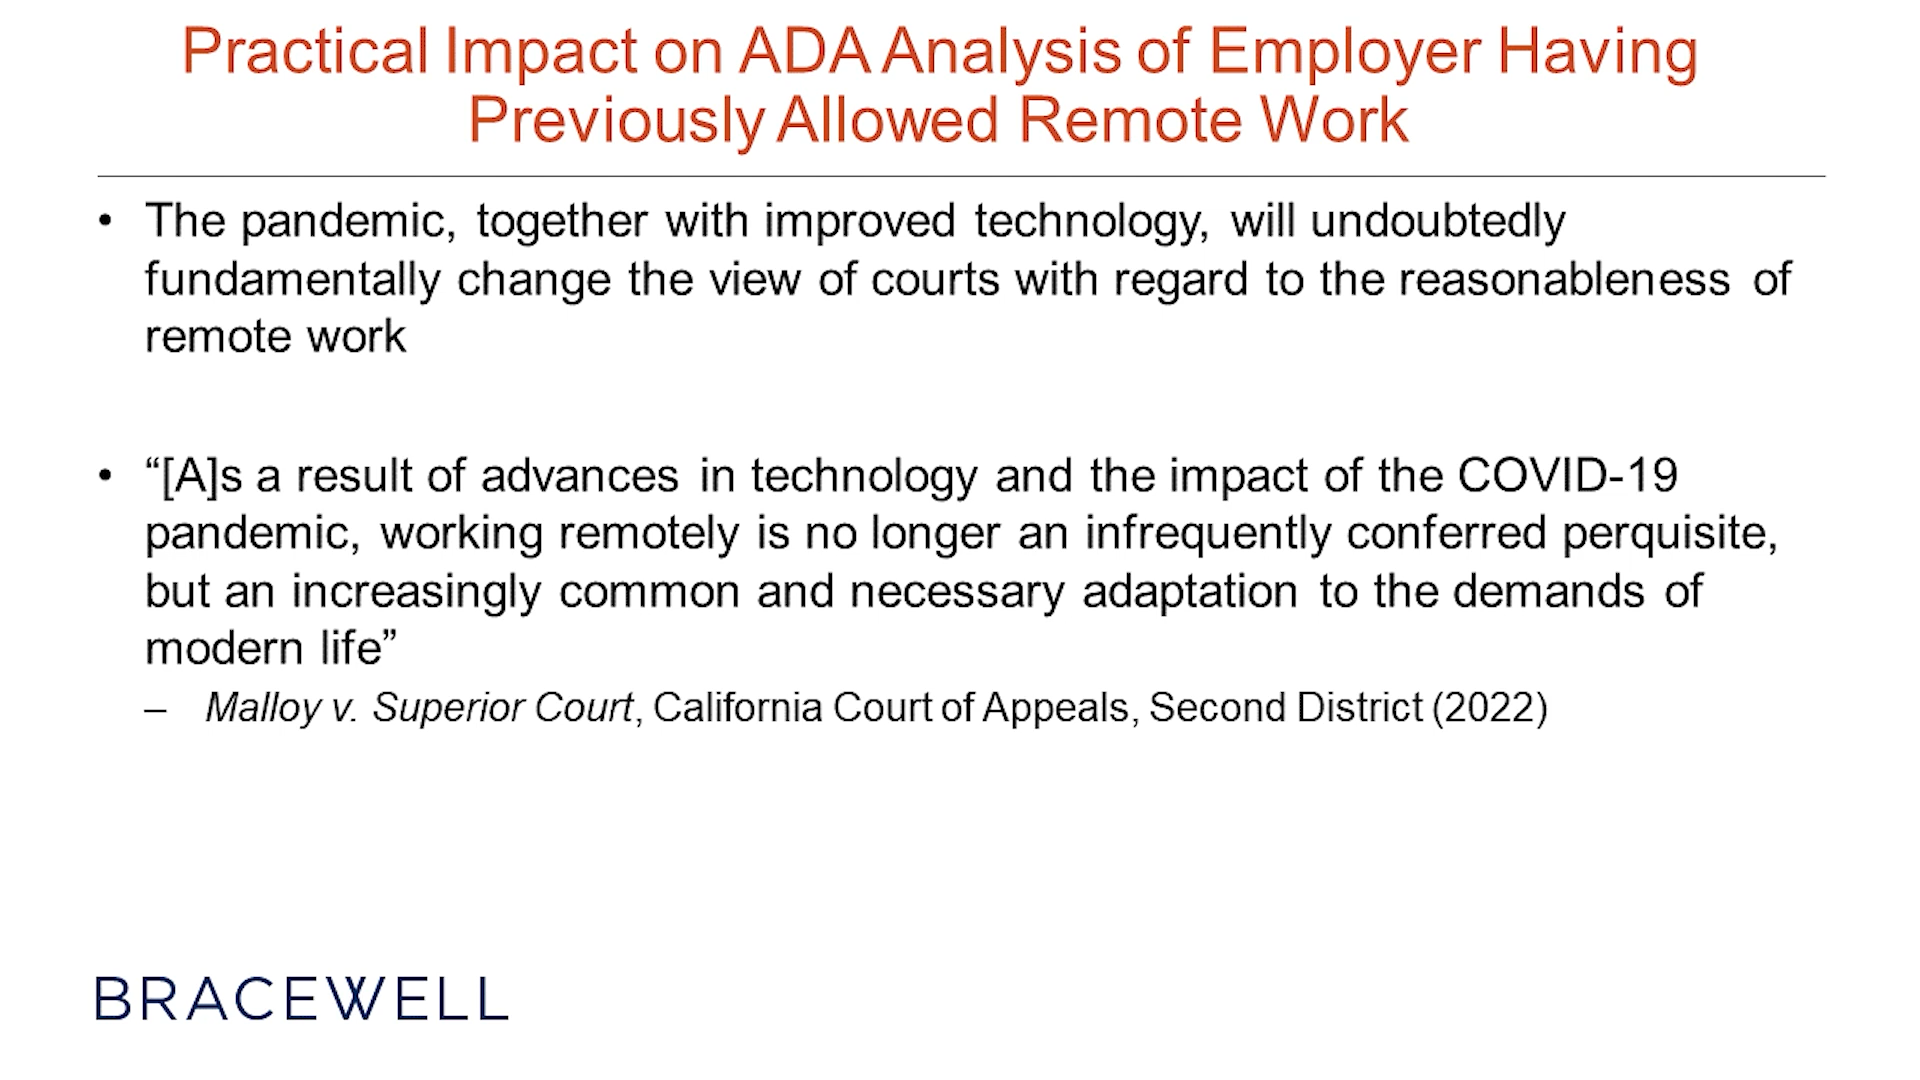 Practical Impact on ADA Analysis of Employer Having
Previously Allowed Remote Work
• The pandemic, together with improved technology, will undoubtedly
fundamentally change the view of courts with regard to the reasonableness of
remote work
• “[A]s a result of advances in technology and the impact of the COVID-19
pandemic, working remotely is no longer an infrequently conferred perquisite,
but an increasingly common and necessary adaptation to the demands of
modern life”
– Malloy v. Superior Court, California Court of Appeals, Second District (2022)
BRACEWELL